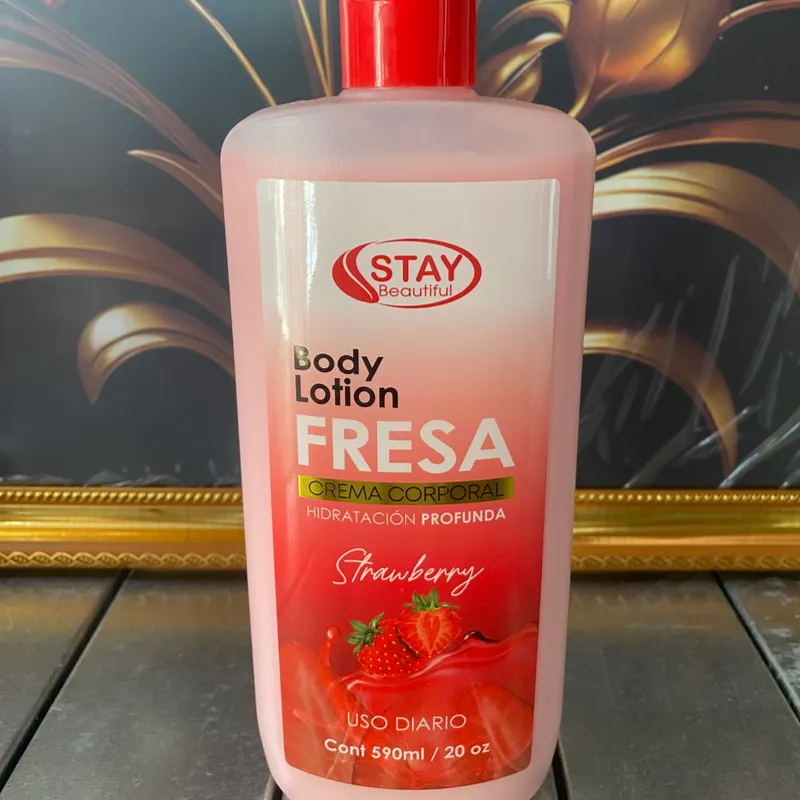 STAY
Beautiful
Body
Lotion
FRESA
CREMA CORPORAL
HIDRATACIÓN PROFUNDA
Strawberry
USO DIARIO
Cont 590ml / 20 oz